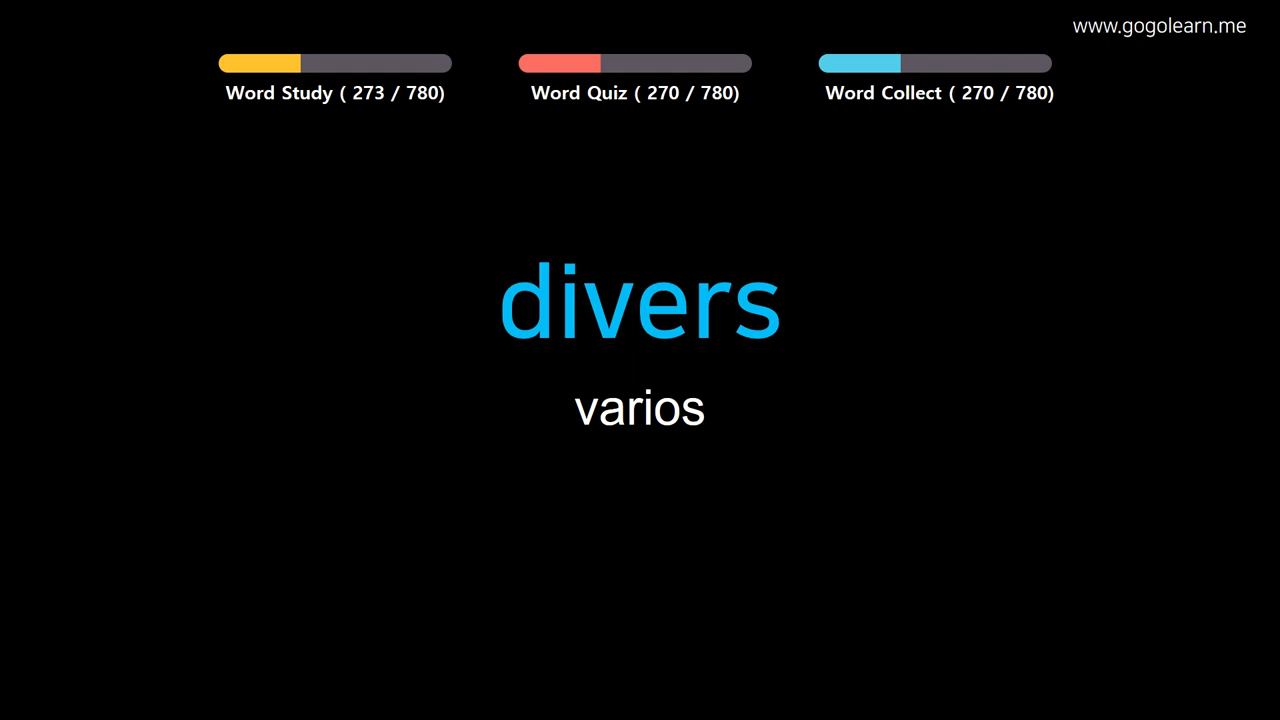 www.gogolearn.me
Word Study ( 273 / 780)
Word Quiz ( 270 / 780)
Word Collect ( 270 / 780)
divers
varios